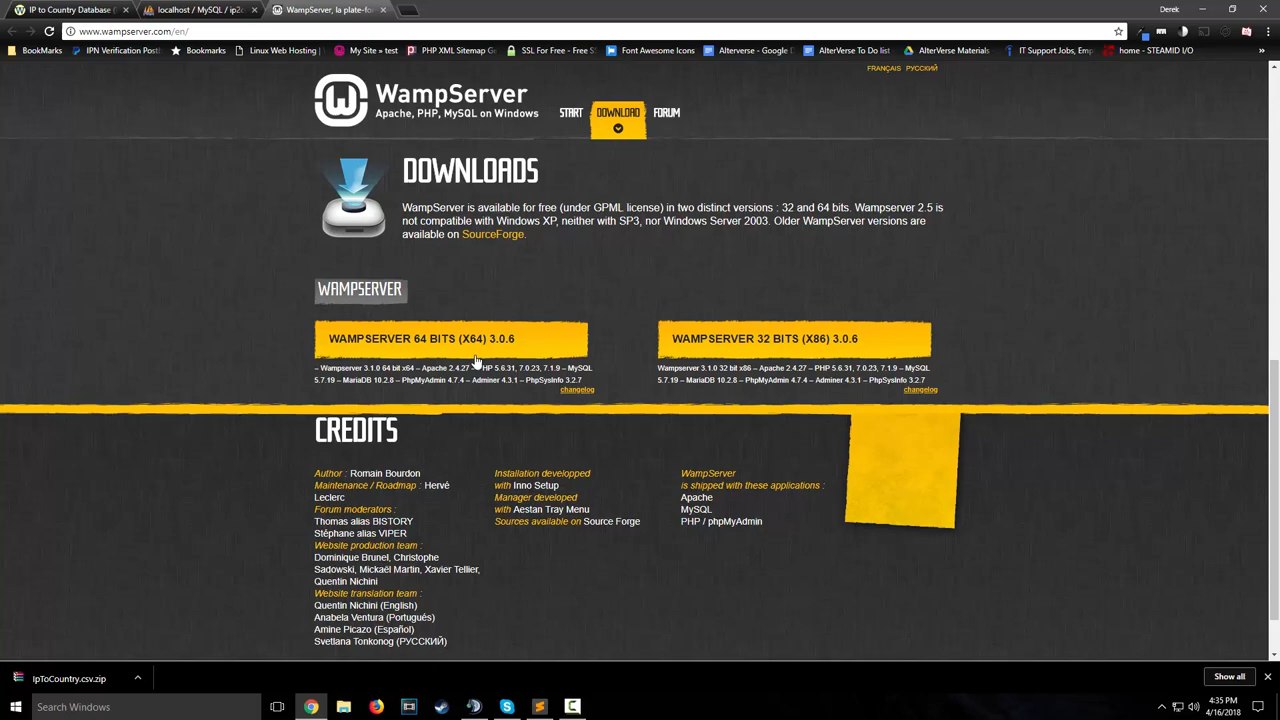 IP to Country Database (
localhost / MySQL / ip2c
WampServer, la plate-for
Derek
www.wampserver.com/en/
BookMarks
IPN Verification Posti
Bookmarks
Linux Web Hosting |
My Site » test
PHP XML Sitemap Ge
SSL For Free - Free S
Font Awesome Icons
Alterverse - Google D
AlterVerse To Do list
AlterVerse Materials
IT Support Jobs, Emp
home - STEAMID I/O
FRANÇAIS РУССКИЙ
WampServer
Apache, PHP, MySQL on Windows
START
DOWNLOAD
FORUM
DOWNLOADS
WampServer is available for free (under GPML license) in two distinct versions : 32 and 64 bits. Wampserver 2.5 is
not compatible with Windows XP, neither with SP3, nor Windows Server 2003. Older WampServer versions are
available on SourceForge.
WAMPSERVER
WAMPSERVER 64 BITS (X64) 3.0.6
– Wampserver 3.1.0 64 bit x64 – Apache 2.4.27 – PHP 5.6.31, 7.0.23, 7.1.9 – MySQL
5.7.19 – MariaDB 10.2.8 – PhpMyAdmin 4.7.4 – Adminer 4.3.1 – PhpSysInfo 3.2.7
changelog
WAMPSERVER 32 BITS (X86) 3.0.6
Wampserver 3.1.0 32 bit x86 – Apache 2.4.27 – PHP 5.6.31, 7.0.23, 7.1.9 – MySQL
5.7.19 – MariaDB 10.2.8 – PhpMyAdmin 4.7.4 – Adminer 4.3.1 – PhpSysInfo 3.2.7
changelog
CREDITS
Author : Romain Bourdon
Maintenance / Roadmap : Hervé
Leclerc
Forum moderators :
Thomas alias BISTORY
Stéphane alias VIPER
Website production team :
Dominique Brunel, Christophe
Sadowski, Mickaël Martin, Xavier Tellier,
Quentin Nichini
Website translation team :
Quentin Nichini (English)
Anabela Ventura (Portugués)
Amine Picazo (Español)
Svetlana Tonkonog (РУССКИЙ)
Installation developped
with Inno Setup
Manager developed
with Aestan Tray Menu
Sources available on Source Forge
WampServer
is shipped with these applications :
Apache
MySQL
PHP / phpMyAdmin
IpToCountry.csv.zip
Show all
Search Windows
4:35 PM
4/16/2018